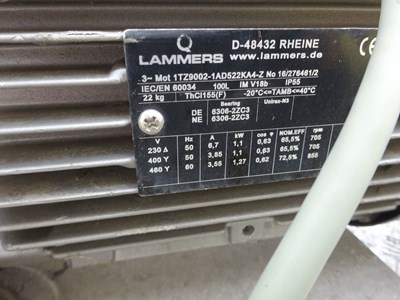 LAMMERS
D-48432 RHEINE
www.lammers.de
CE
3~ Mot 1TZ9002-1AD522KA4-Z No 16/276461/2
IEC/EN 60034 100L IM V18b IP55
22 kg ThCl155(F) -20°C<=TAMB<=40°C
Bearing Unirex-N3
DE 6306-2ZC3
NE 6306-2ZC3
V Hz A kW cos φ NOM.EFF rpm
230 Δ 50 6,7 1,1 0,63 65,5% 705
400 Y 50 3,85 1,1 0,63 65,5% 705
460 Y 60 3,55 1,27 0,62 72,5% 855